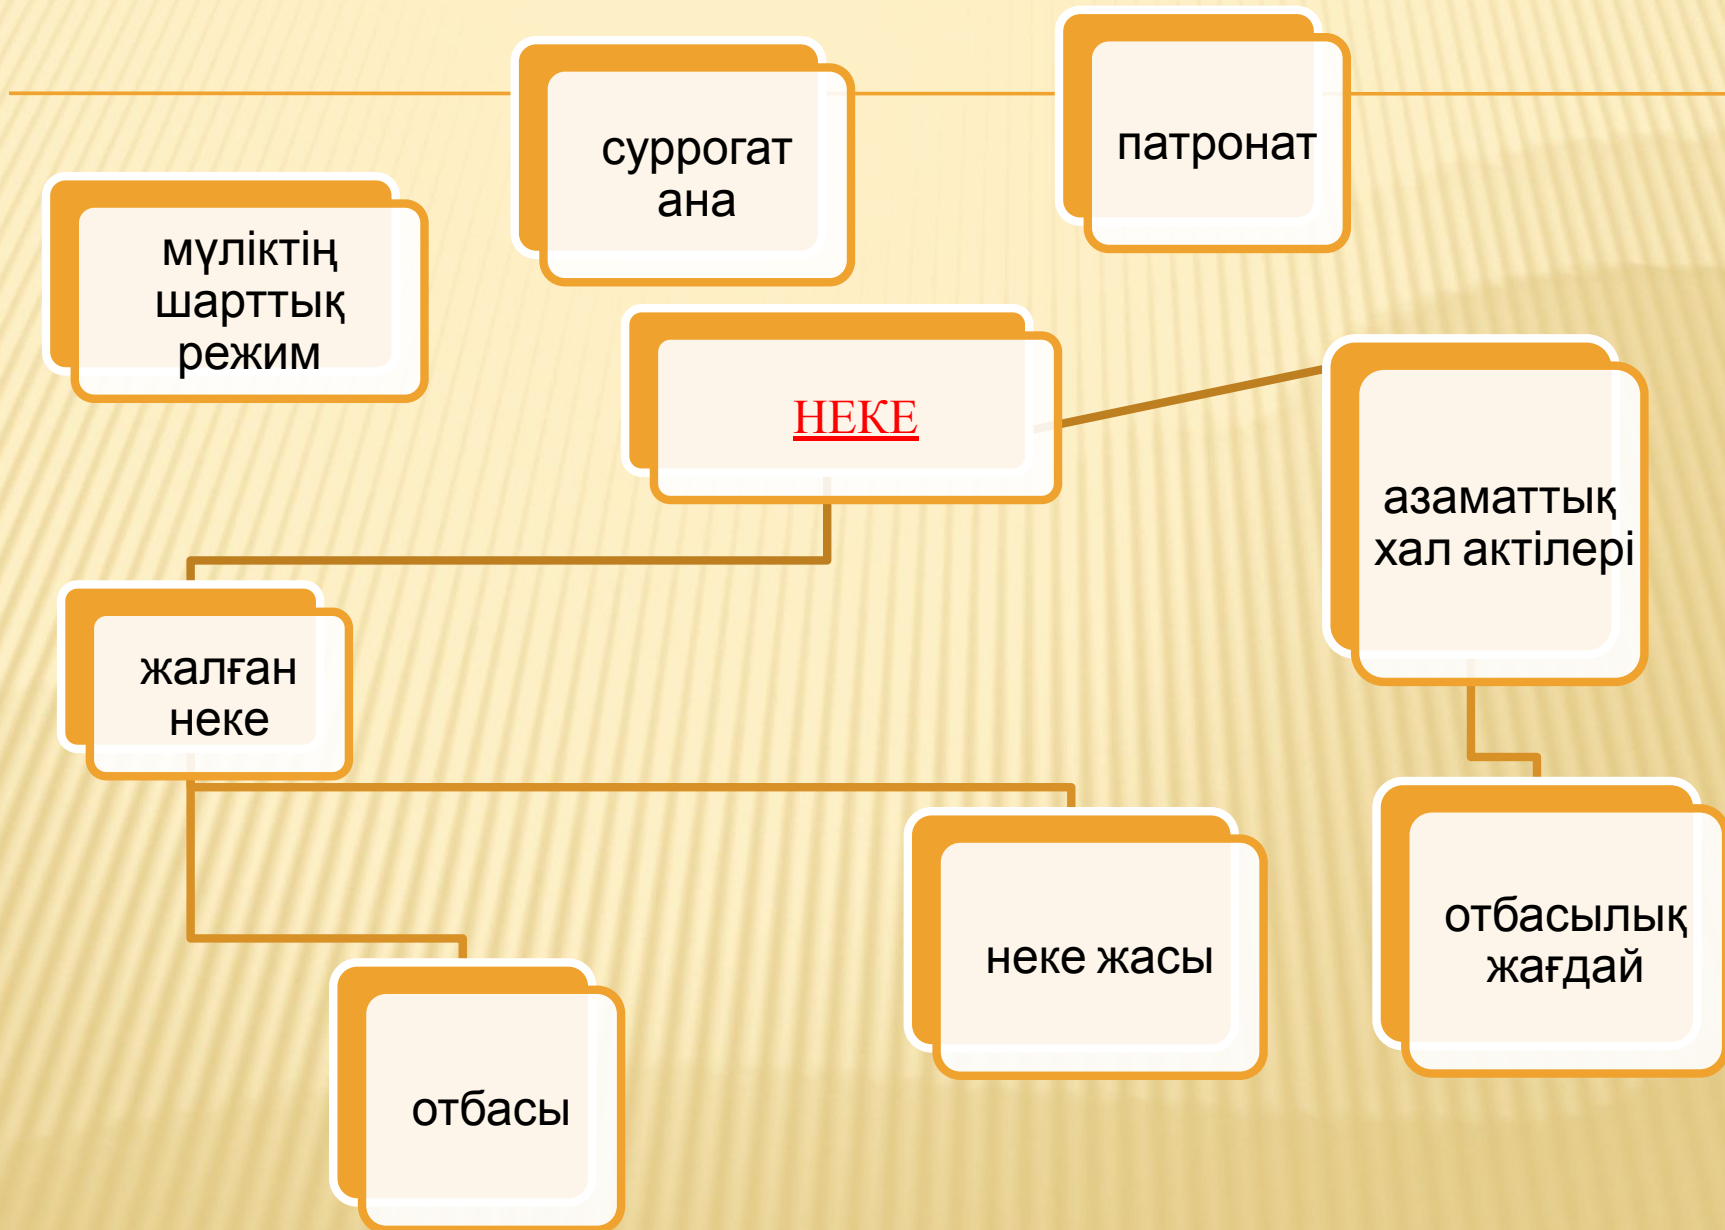 суррогат
ана
патронат
мүліктің
шарттық
режим
НЕКЕ
азаматтық
хал актілері
жалған
неке
отбасылық
жағдай
неке жасы
отбасы